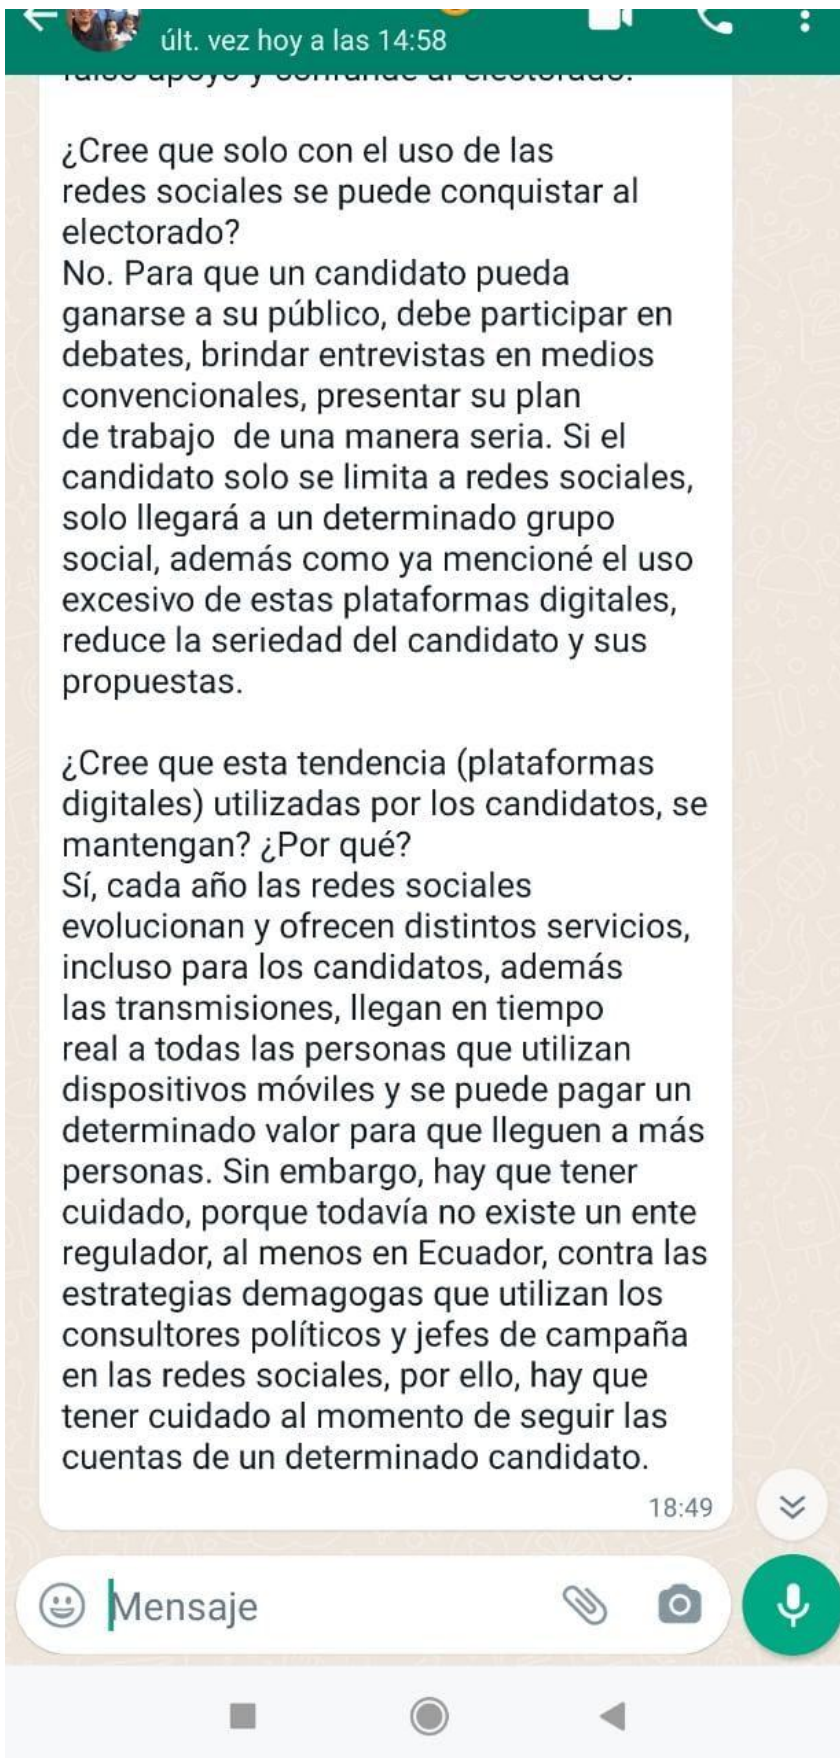 últ. vez hoy a las 14:58
falso apoyo y confunde al electorado.
¿Cree que solo con el uso de las
redes sociales se puede conquistar al
electorado?
No. Para que un candidato pueda
ganarse a su público, debe participar en
debates, brindar entrevistas en medios
convencionales, presentar su plan
de trabajo  de una manera seria. Si el
candidato solo se limita a redes sociales,
solo llegará a un determinado grupo
social, además como ya mencioné el uso
excesivo de estas plataformas digitales,
reduce la seriedad del candidato y sus
propuestas.
¿Cree que esta tendencia (plataformas
digitales) utilizadas por los candidatos, se
mantengan? ¿Por qué?
Sí, cada año las redes sociales
evolucionan y ofrecen distintos servicios,
incluso para los candidatos, además
las transmisiones, llegan en tiempo
real a todas las personas que utilizan
dispositivos móviles y se puede pagar un
determinado valor para que lleguen a más
personas. Sin embargo, hay que tener
cuidado, porque todavía no existe un ente
regulador, al menos en Ecuador, contra las
estrategias demagogas que utilizan los
consultores políticos y jefes de campaña
en las redes sociales, por ello, hay que
tener cuidado al momento de seguir las
cuentas de un determinado candidato.
18:49
Mensaje